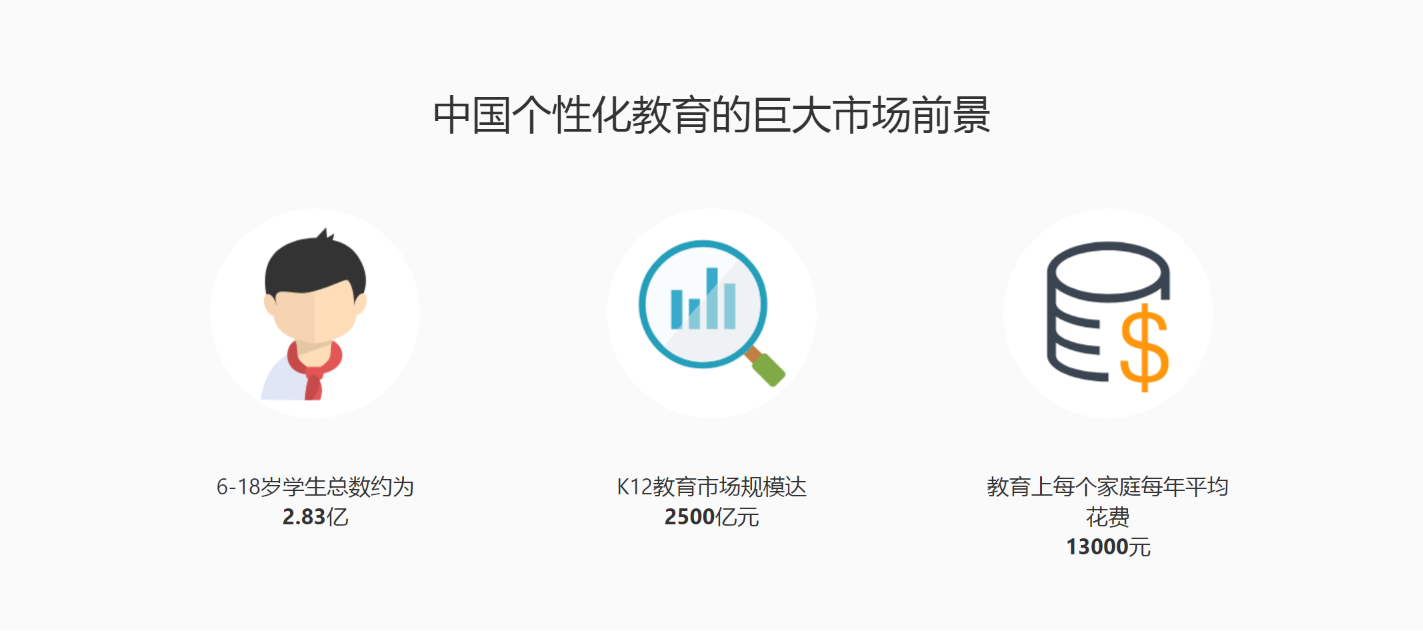 中国个性化教育的巨大市场前景
6-18岁学生总数约为
2.83亿
K12教育市场规模达
2500亿元
教育上每个家庭每年平均
花费
13000元